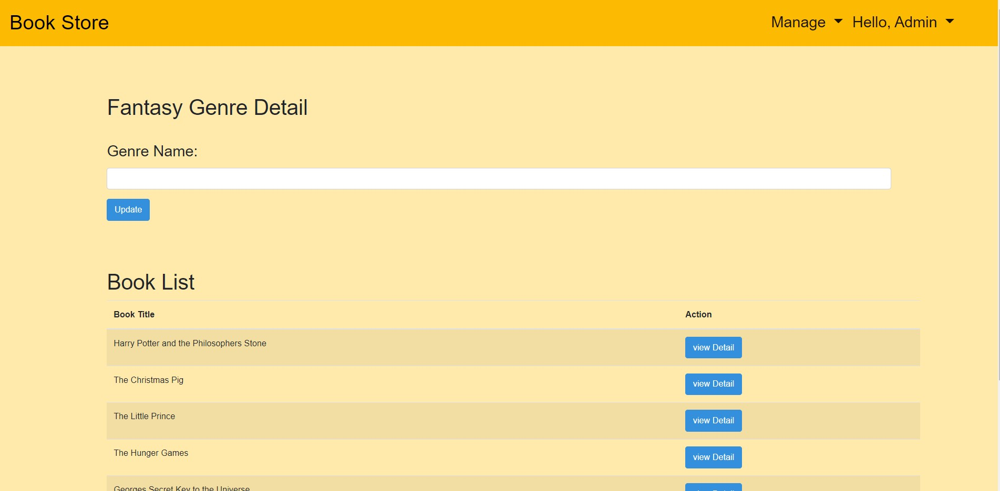 Book Store Manage Hello, Admin
Fantasy Genre Detail
Genre Name:
Update
Book List
Book Title Action
Harry Potter and the Philosophers Stone view Detail
The Christmas Pig view Detail
The Little Prince view Detail
The Hunger Games view Detail
Georges Secret Key to the Universe